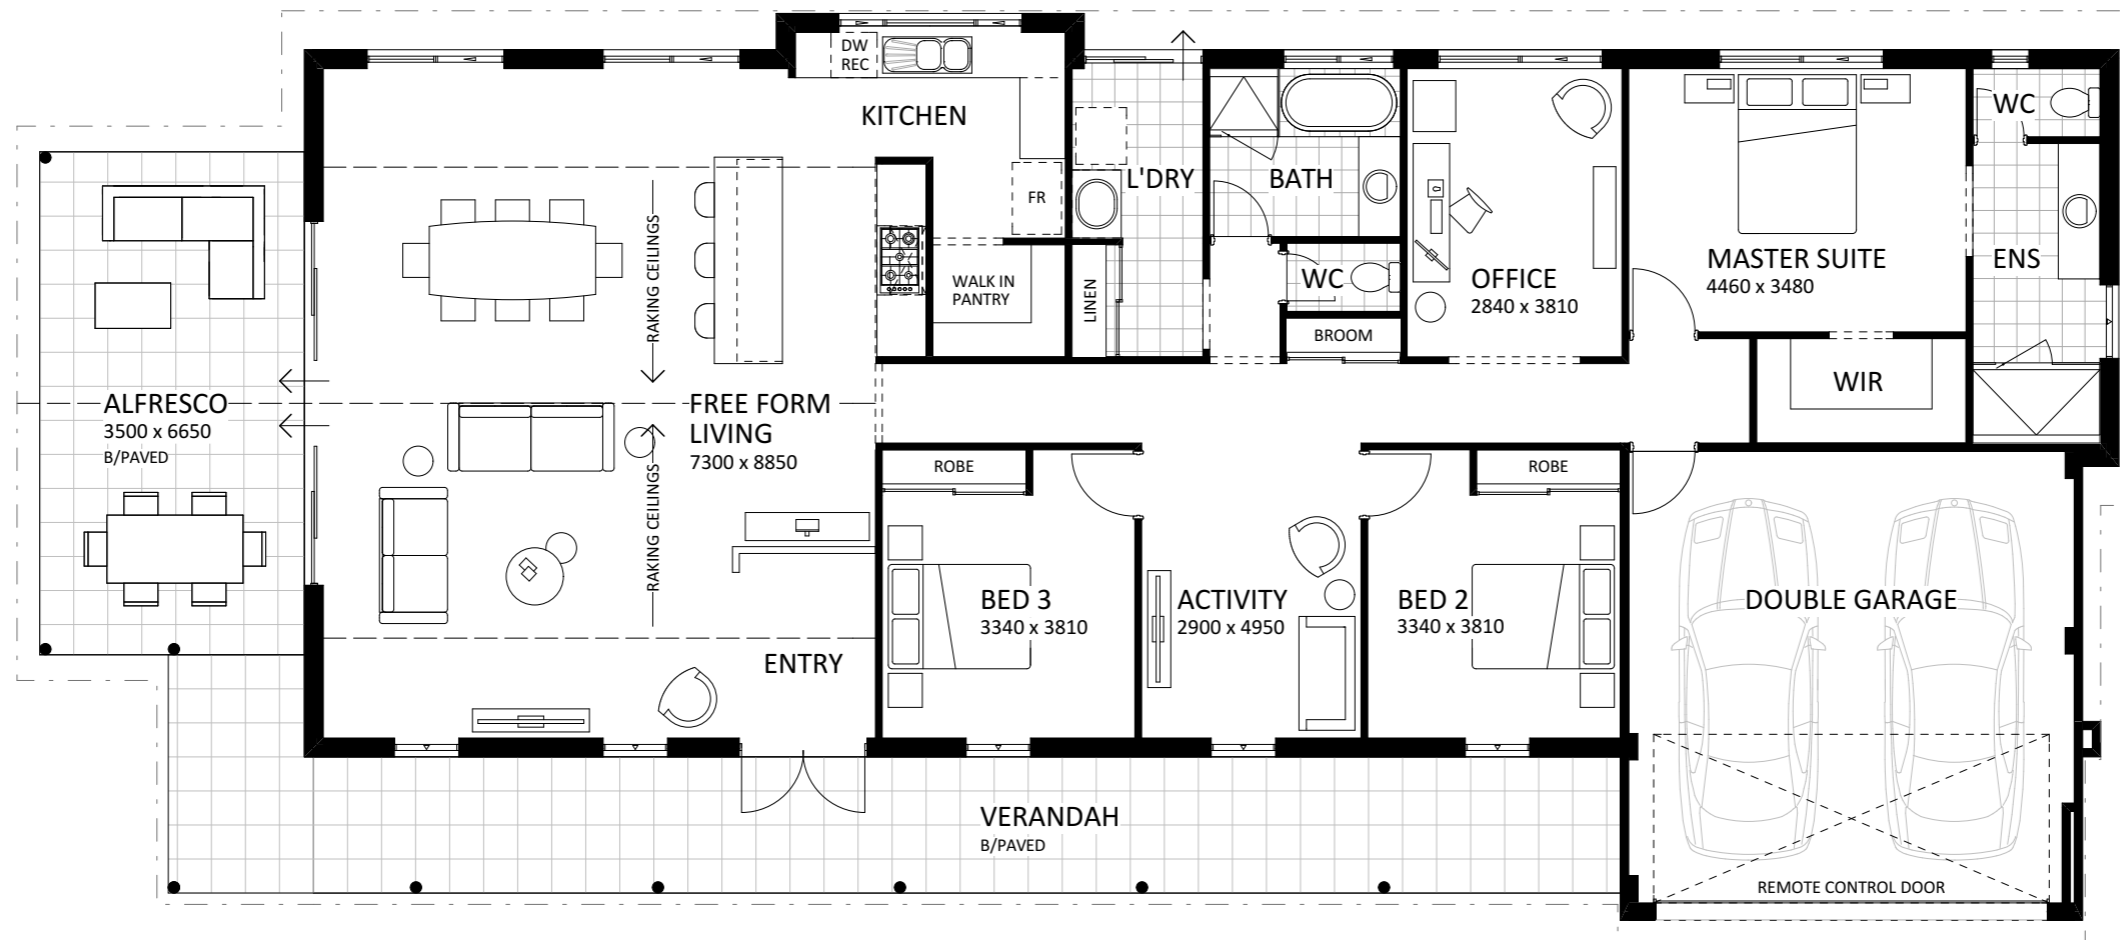 DW
REC
KITCHEN
WC
L'DRY
BATH
FR
RAKING CEILINGS
WALK IN
PANTRY
LINEN
WC
OFFICE
2840 x 3810
MASTER SUITE
4460 x 3480
ENS
BROOM
WIR
ALFRESCO
3500 x 6650
B/PAVED
FREE FORM
LIVING
7300 x 8850
RAKING CEILINGS
ROBE
ROBE
BED 3
3340 x 3810
ACTIVITY
2900 x 4950
BED 2
3340 x 3810
DOUBLE GARAGE
ENTRY
VERANDAH
B/PAVED
REMOTE CONTROL DOOR